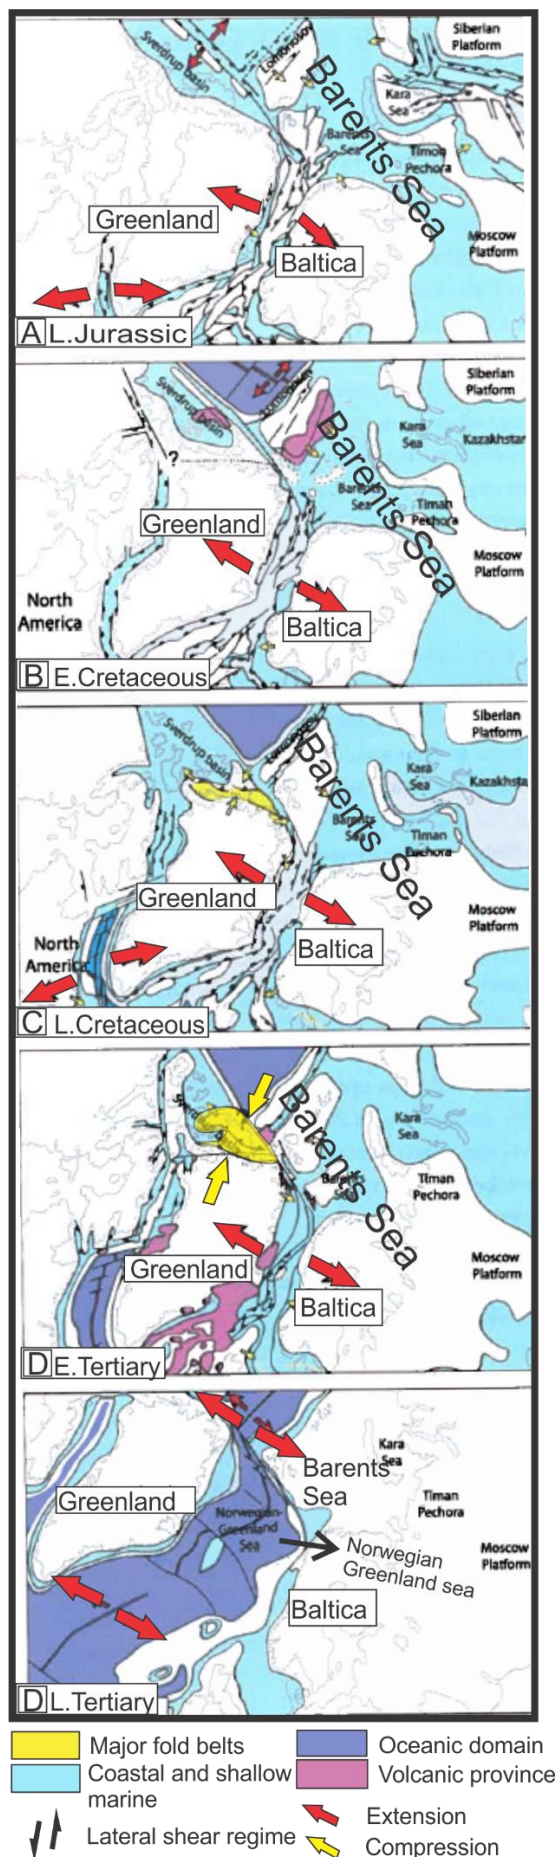 Siberian
Platform
Sverdrup basin
Lomonosov
Kara
Sea
Barents Sea
Barents
Sea
Timon
Pechora
Greenland
Moscow
Platform
Baltica
A L.Jurassic
Siberian
Platform
Sverdrup basin
Lomonosov
Kara
Sea
Kazakhstan
Barents Sea
?
Barents
Sea
Timan
Pechora
Greenland
Moscow
Platform
North
America
Baltica
B E.Cretaceous
Siberian
Platform
Sverdrup basin
Kara
Sea
Kazakhsta
Barents Sea
Barents
Sea
Timan
Greenland
Moscow
Platform
North
America
Baltica
C L.Cretaceous
Barents Sea
Kara
Sea
Barents
Sea
Timan
Pechora
Moscow
Platform
Greenland
Baltica
D E.Tertiary
Kara
Sea
Barents
Sea
Greenland
Timan
Pechora
Norwegian-
Greenland
Sea
Moscow
Platform
Norwegian
Greenland sea
Baltica
D L.Tertiary
Major fold belts
Oceanic domain
Coastal and shallow
marine
Volcanic province
Lateral shear regime
Extension
Compression